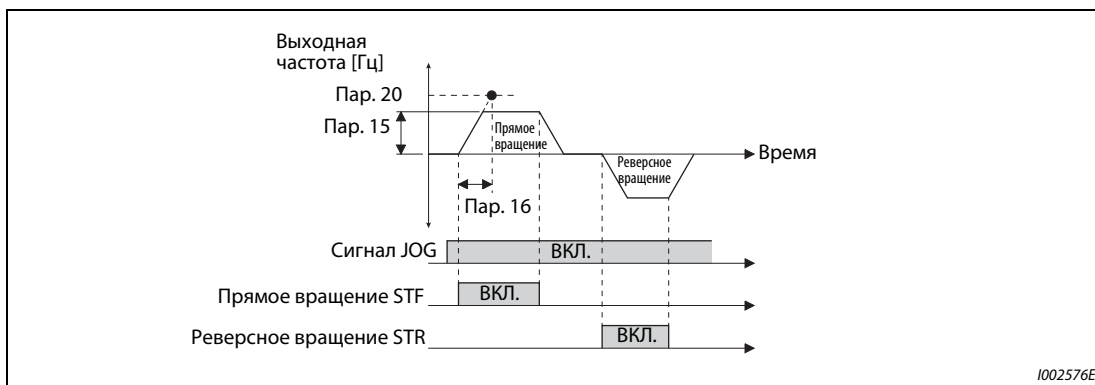 Выходная
частота [Гц]
Пар. 20
Пар. 15
Прямое
вращение
Время
Реверсное
вращение
Пар. 16
Сигнал JOG
ВКЛ.
Прямое вращение STF
ВКЛ.
Реверсное вращение STR
ВКЛ.
I002576E